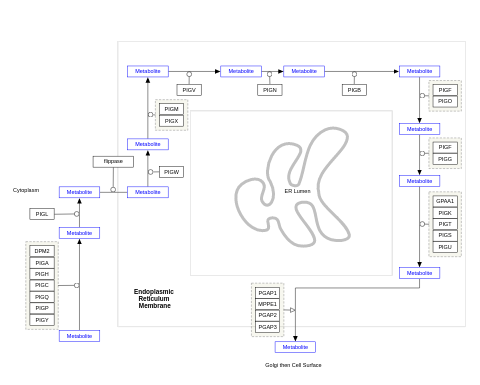 Metabolite
Metabolite
Metabolite
Metabolite
PIGV
PIGN
PIGB
PIGF
PIGO
PIGM
PIGX
Metabolite
Metabolite
PIGF
PIGG
flippase
PIGW
Metabolite
Cytoplasm
Metabolite
Metabolite
ER Lumen
GPAA1
PIGK
PIGT
PIGS
PIGU
PIGL
Metabolite
DPM2
PIGA
PIGH
PIGC
PIGQ
PIGP
PIGY
Metabolite
Endoplasmic
Reticulum
Membrane
PGAP1
MPPE1
PGAP2
PGAP3
Metabolite
Metabolite
Golgi then Cell Surface